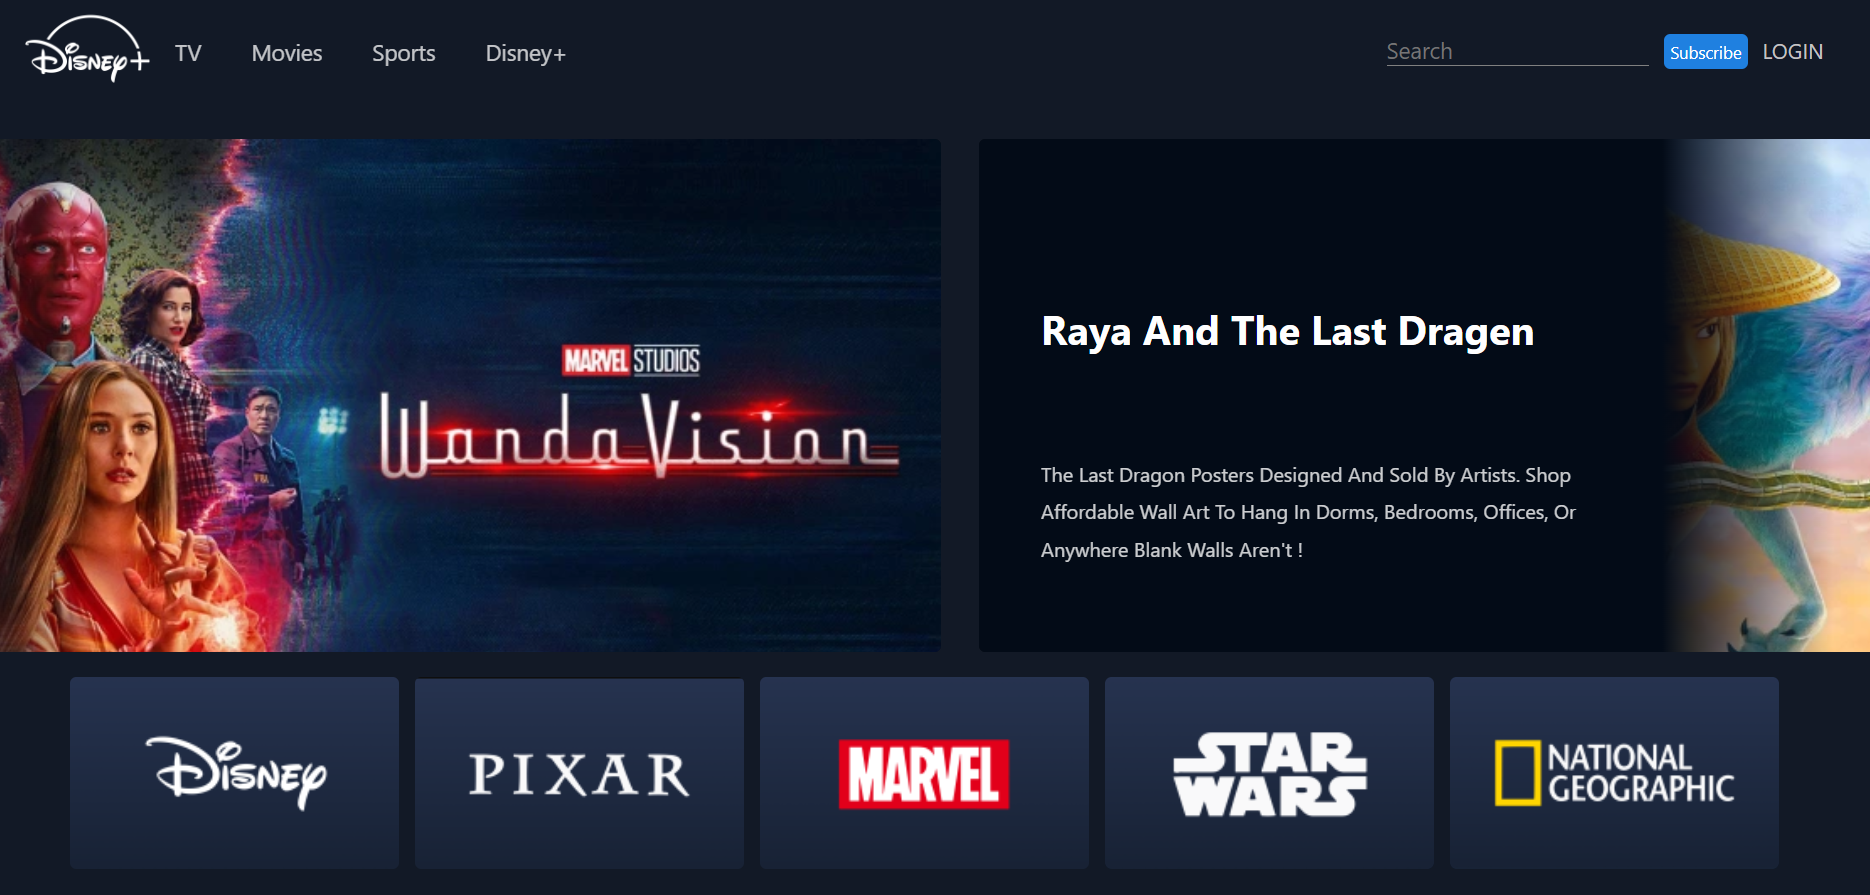 Disney+
TV
Movies
Sports
Disney+
Search
Subscribe
LOGIN
MARVEL STUDIOS
WandaVision
Raya And The Last Dragen
The Last Dragon Posters Designed And Sold By Artists. Shop
Affordable Wall Art To Hang In Dorms, Bedrooms, Offices, Or
Anywhere Blank Walls Aren't !
Disney
PIXAR
MARVEL
STAR
WARS
NATIONAL
GEOGRAPHIC